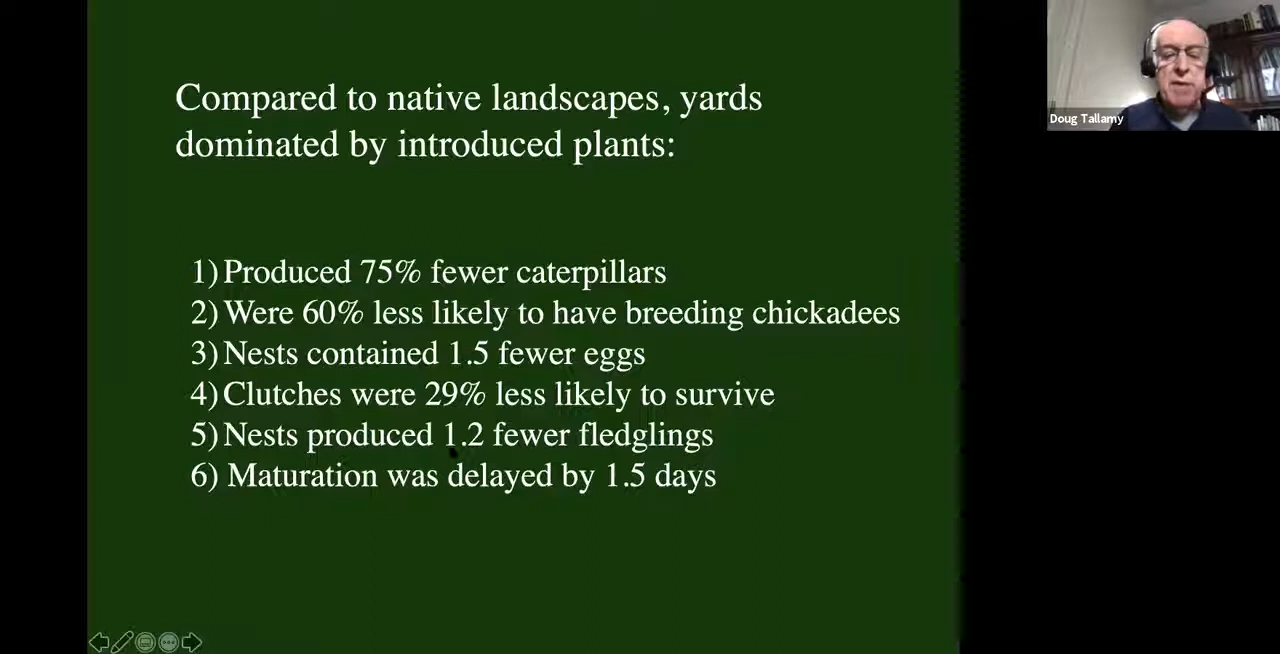 Compared to native landscapes, yards
dominated by introduced plants:
1) Produced 75% fewer caterpillars
2) Were 60% less likely to have breeding chickadees
3) Nests contained 1.5 fewer eggs
4) Clutches were 29% less likely to survive
5) Nests produced 1.2 fewer fledglings
6) Maturation was delayed by 1.5 days
Doug Tallamy